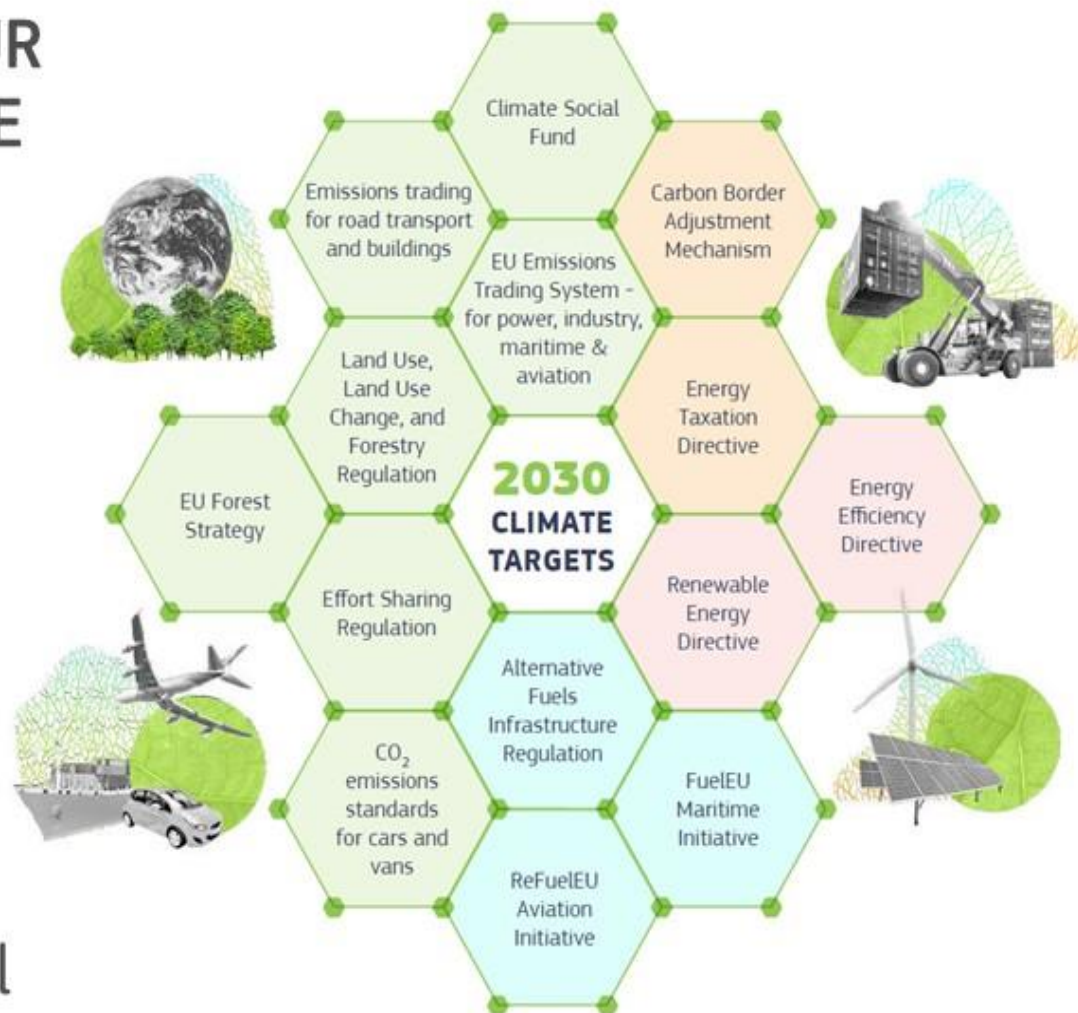 UR
E
Climate Social
Fund
Emissions trading
for road transport
and buildings
Carbon Border
Adjustment
Mechanism
EU Emissions
Trading System -
for power, industry,
maritime &
aviation
Land Use,
Land Use
Change, and
Forestry
Regulation
Energy
Taxation
Directive
EU Forest
Strategy
2030
CLIMATE
TARGETS
Energy
Efficiency
Directive
Effort Sharing
Regulation
Renewable
Energy
Directive
Alternative
Fuels
Infrastructure
Regulation
CO₂
emissions
standards
for cars and
vans
FuelEU
Maritime
Initiative
ReFuelEU
Aviation
Initiative
l